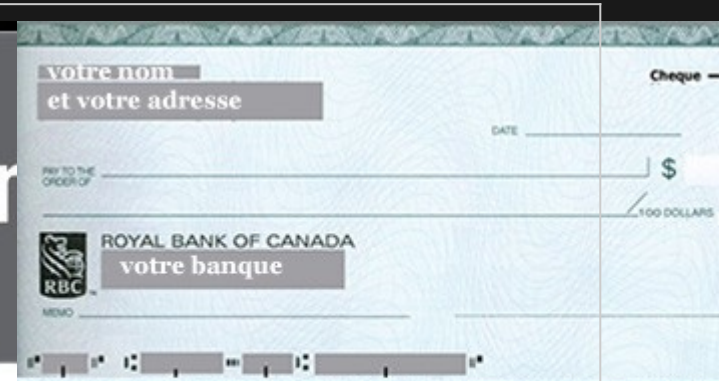 votre nom
et votre adresse
Cheque –
DATE
PAY TO THE
ORDER OF
$
100 DOLLARS
ROYAL BANK OF CANADA
votre banque
RBC
MEMO